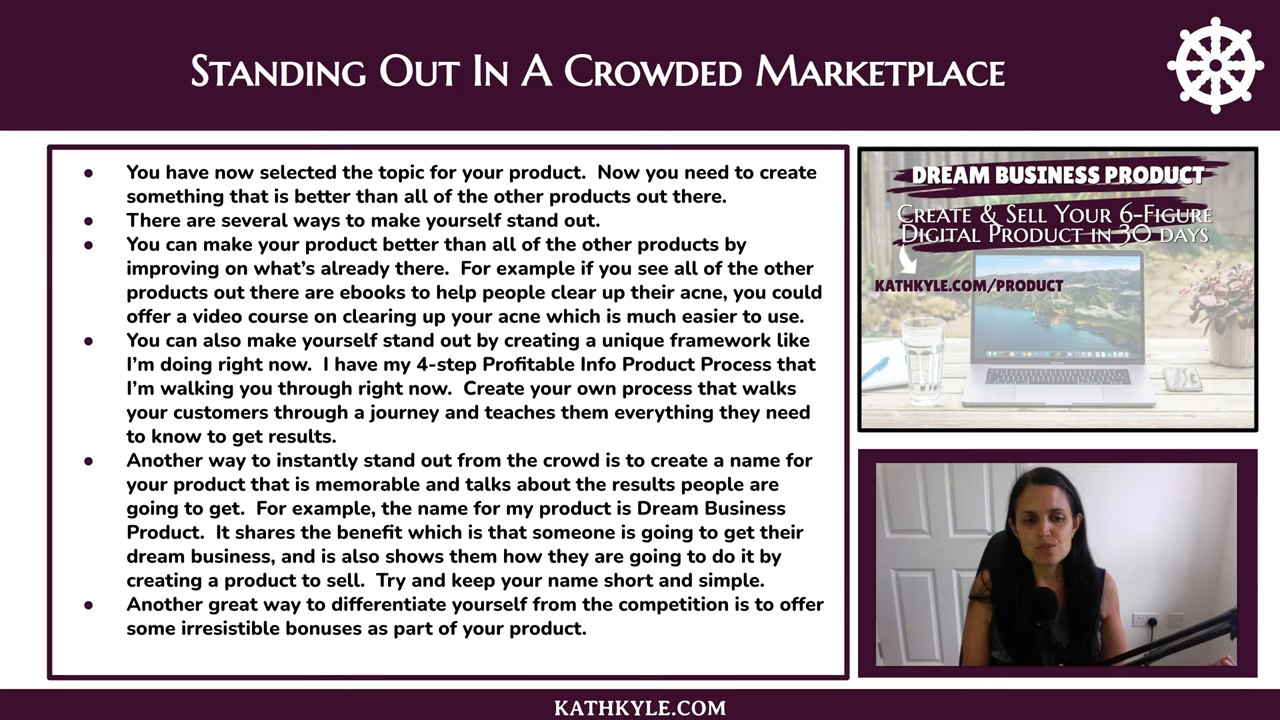 Standing Out In A Crowded Marketplace
● You have now selected the topic for your product.  Now you need to create
something that is better than all of the other products out there.
● There are several ways to make yourself stand out.
● You can make your product better than all of the other products by
improving on what’s already there.  For example if you see all of the other
products out there are ebooks to help people clear up their acne, you could
offer a video course on clearing up your acne which is much easier to use.
● You can also make yourself stand out by creating a unique framework like
I’m doing right now.  I have my 4-step Profitable Info Product Process that
I’m walking you through right now.  Create your own process that walks
your customers through a journey and teaches them everything they need
to know to get results.
● Another way to instantly stand out from the crowd is to create a name for
your product that is memorable and talks about the results people are
going to get.  For example, the name for my product is Dream Business
Product.  It shares the benefit which is that someone is going to get their
dream business, and is also shows them how they are going to do it by
creating a product to sell.  Try and keep your name short and simple.
● Another great way to differentiate yourself from the competition is to offer
some irresistible bonuses as part of your product.
DREAM BUSINESS PRODUCT
Create & Sell Your 6-Figure
Digital Product in 30 days
KATHKYLE.COM/PRODUCT
KATHKYLE.COM